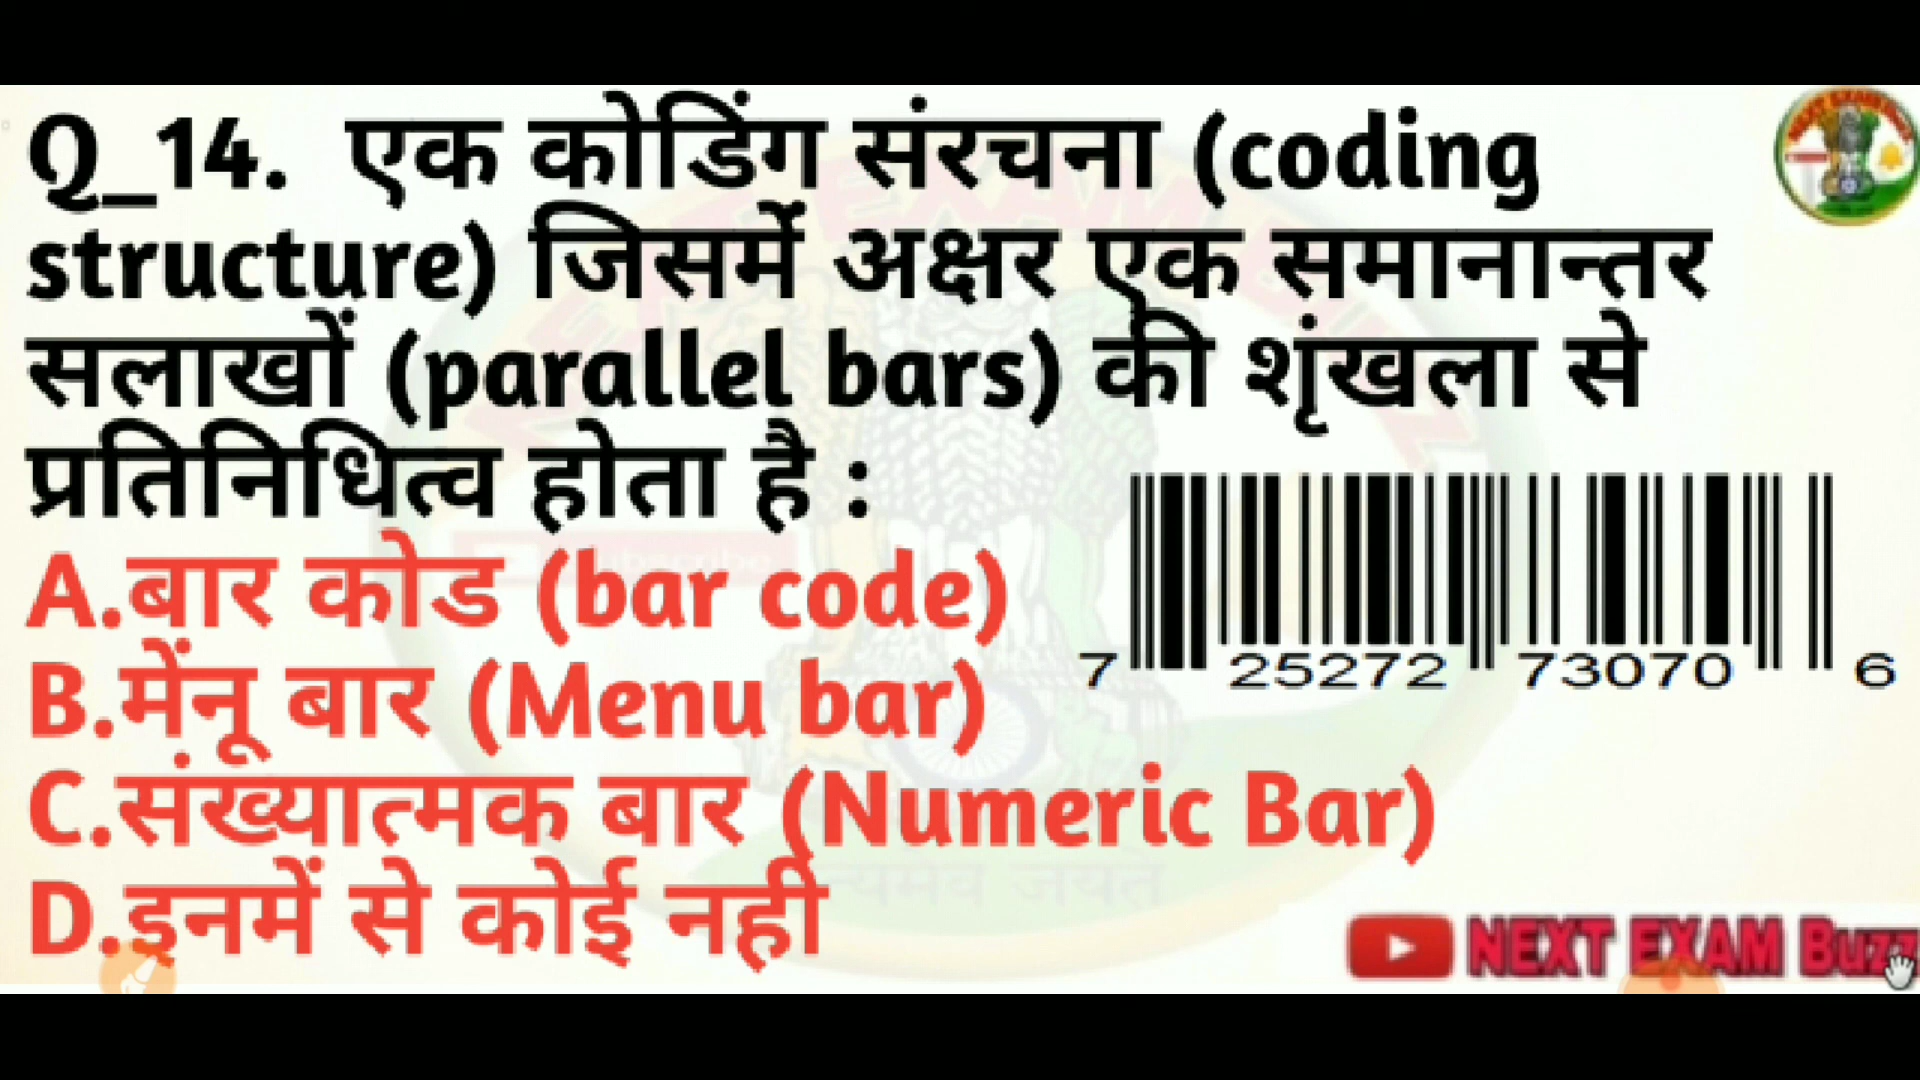 Q_14. एक कोडिंग संरचना (coding
structure) जिसमें अक्षर एक समानान्तर
सलाखों (parallel bars) की शृंखला से
प्रतिनिधित्व होता है :
A.बार कोड (bar code)
B.मेंनू बार (Menu bar)
C.संख्यात्मक बार (Numeric Bar)
D.इनमें से कोई नही
7 25272 73070 6
NEXT EXAM Buzz